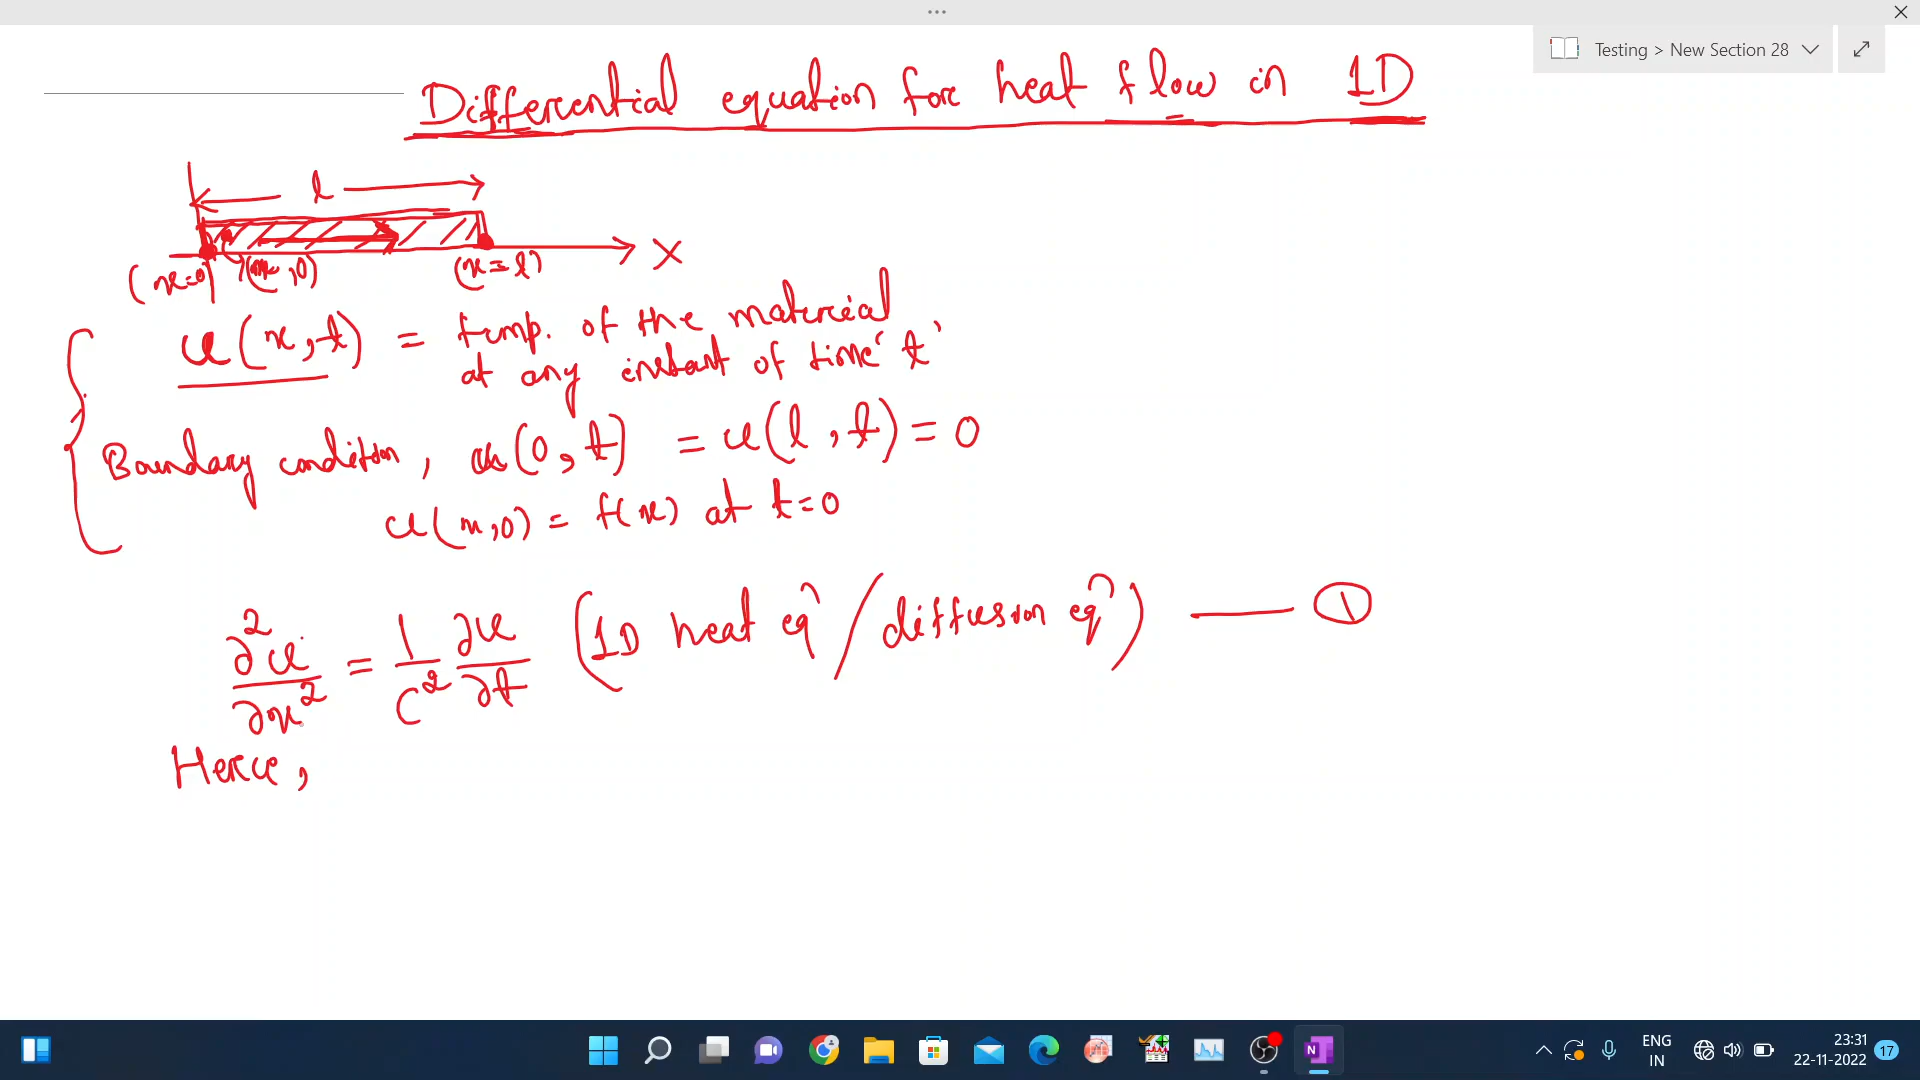 Testing > New Section 28
Differential equation for heat flow in 1D
l
X
(x=0)
(x=l)
u(x,t) = temp. of the material
at any instant of time 't'
Boundary condition, u(0,t) = u(l,t) = 0
u(x,0) = f(x) at t=0
∂²u/∂x² = 1/c² ∂u/∂t (1D heat eqn / diffusion eqn) —— ①
Here,
ENG
IN
23:31
22-11-2022
17